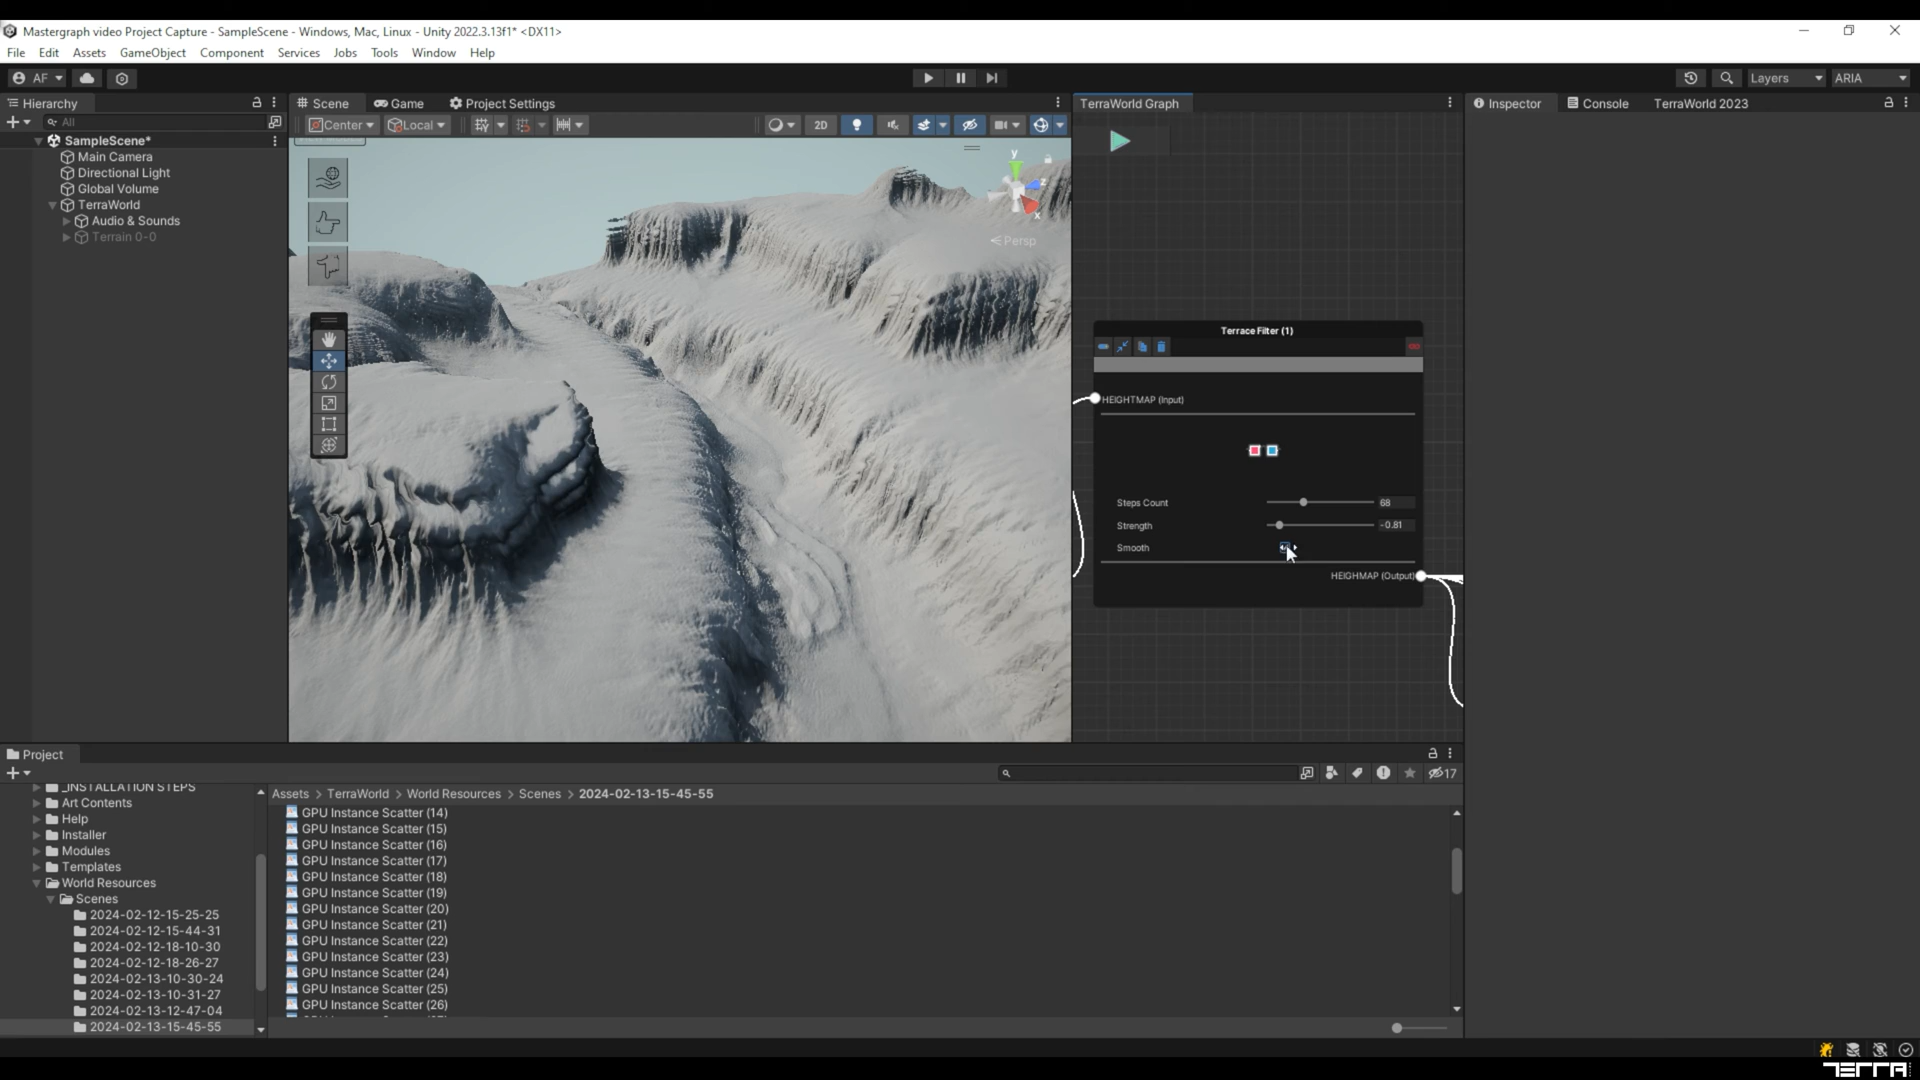 Mastergraph video Project Capture - SampleScene - Windows, Mac, Linux - Unity 2022.3.13f1* <DX11>
File Edit Assets GameObject Component Services Jobs Tools Window Help
AF
Layers
ARIA
Hierarchy
Scene
Game
Project Settings
TerraWorld Graph
Inspector
Console
TerraWorld 2023
All
Center
Local
2D
SampleScene*
Main Camera
Directional Light
Global Volume
TerraWorld
Audio & Sounds
Terrain 0-0
y
z
x
Persp
Terrace Filter (1)
HEIGHTMAP (Input)
Steps Count
68
Strength
-0.81
Smooth
HEIGHMAP (Output)
Project
17
_INSTALLATION STEPS
Art Contents
Help
Installer
Modules
Templates
World Resources
Scenes
2024-02-12-15-25-25
2024-02-12-15-44-31
2024-02-12-18-10-30
2024-02-12-18-26-27
2024-02-13-10-30-24
2024-02-13-10-31-27
2024-02-13-12-47-04
2024-02-13-15-45-55
Assets > TerraWorld > World Resources > Scenes > 2024-02-13-15-45-55
GPU Instance Scatter (14)
GPU Instance Scatter (15)
GPU Instance Scatter (16)
GPU Instance Scatter (17)
GPU Instance Scatter (18)
GPU Instance Scatter (19)
GPU Instance Scatter (20)
GPU Instance Scatter (21)
GPU Instance Scatter (22)
GPU Instance Scatter (23)
GPU Instance Scatter (24)
GPU Instance Scatter (25)
GPU Instance Scatter (26)
TERRA